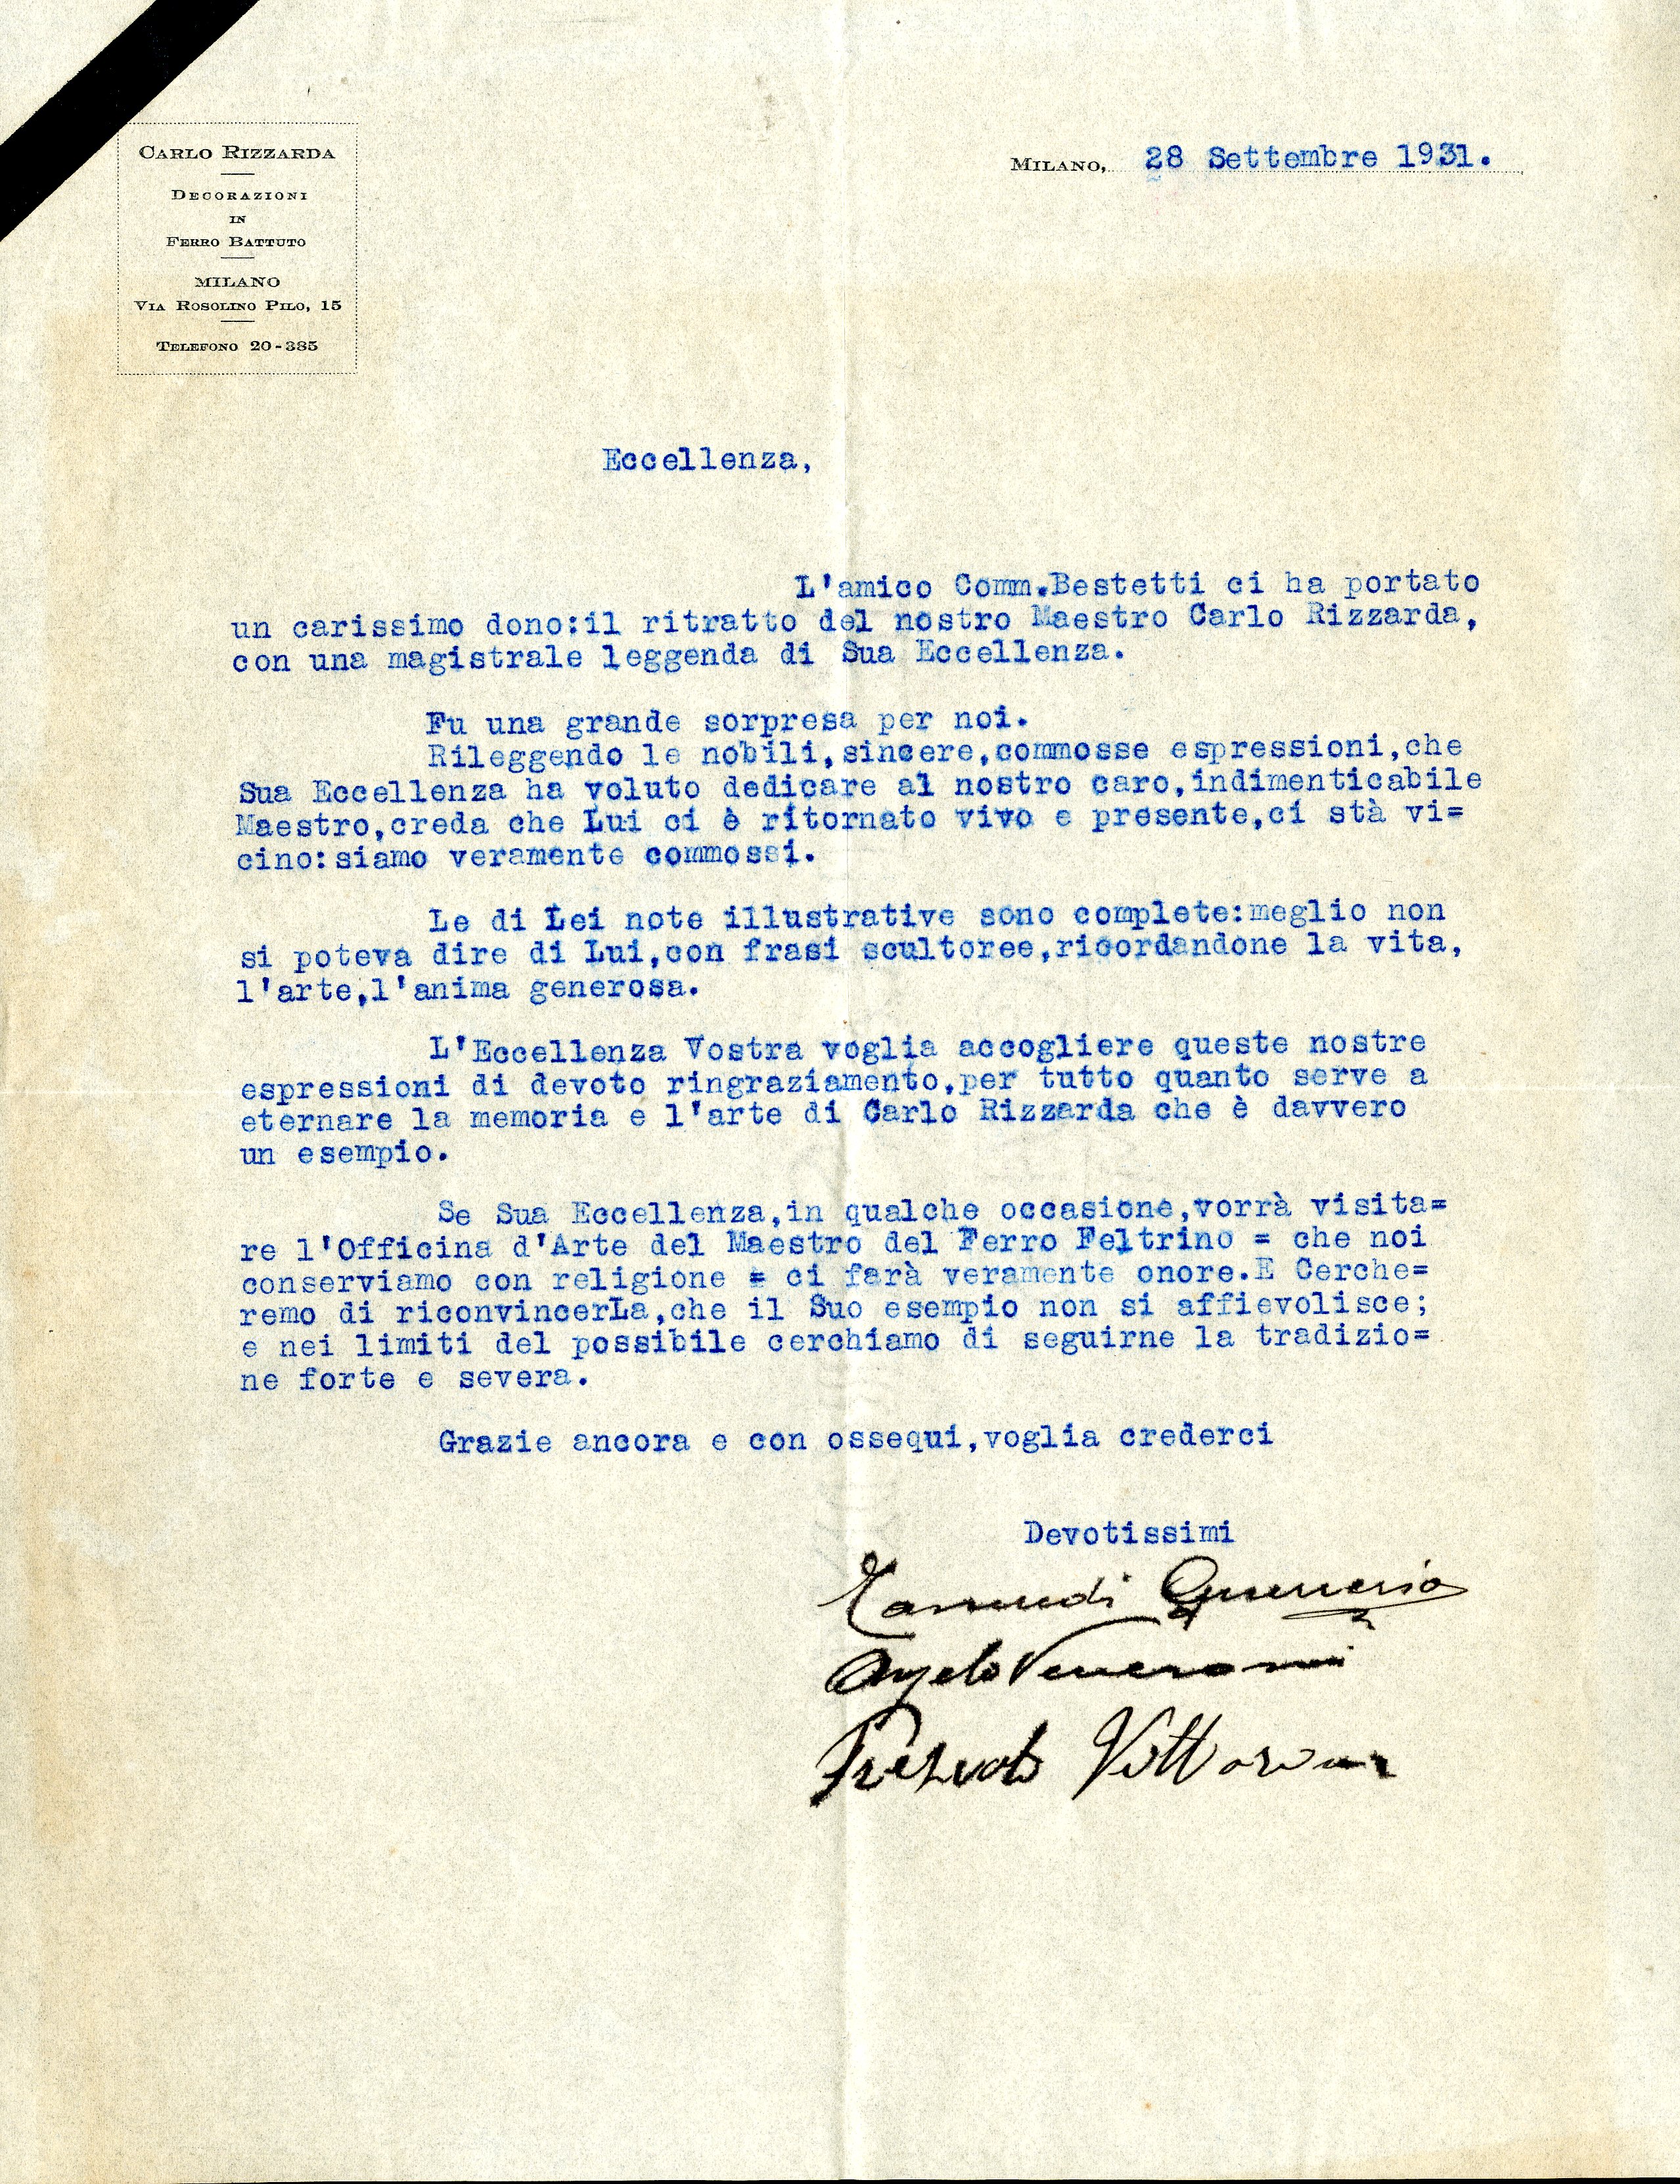 CARLO RIZZARDA
DECORAZIONI
IN
FERRO BATTUTO
MILANO
VIA ROSOLINO PILO, 15
TELEFONO 20-385
MILANO, 28 Settembre 1931.
Eccellenza,
L'amico Comm.Bestetti ci ha portato
un carissimo dono:il ritratto del nostro Maestro Carlo Rizzarda,
con una magistrale leggenda di Sua Eccellenza.
Fu una grande sorpresa per noi.
Rileggendo le nobili,sincere,commosse espressioni,che
Sua Eccellenza ha voluto dedicare al nostro caro,indimenticabile
Maestro,creda che Lui ci è ritornato vivo e presente,ci stà vi=
cino:siamo veramente commossi.
Le di Lei note illustrative sono complete:meglio non
si poteva dire di Lui,con frasi scultoree,ricordandone la vita,
l'arte,l'anima generosa.
L'Eccellenza Vostra voglia accogliere queste nostre
espressioni di devoto ringraziamento,per tutto quanto serve a
eternare la memoria e l'arte di Carlo Rizzarda che è davvero
un esempio.
Se Sua Eccellenza,in qualche occasione,vorrà visita=
re l'Officina d'Arte del Maestro del Ferro Feltrino = che noi
conserviamo con religione = ci farà veramente onore.E Cerche=
remo di riconvincerLa,che il Suo esempio non si affievolisce;
e nei limiti del possibile cerchiamo di seguirne la tradizio=
ne forte e severa.
Grazie ancora e con ossequi,voglia crederci
Devotissimi
Angelo Veneroni